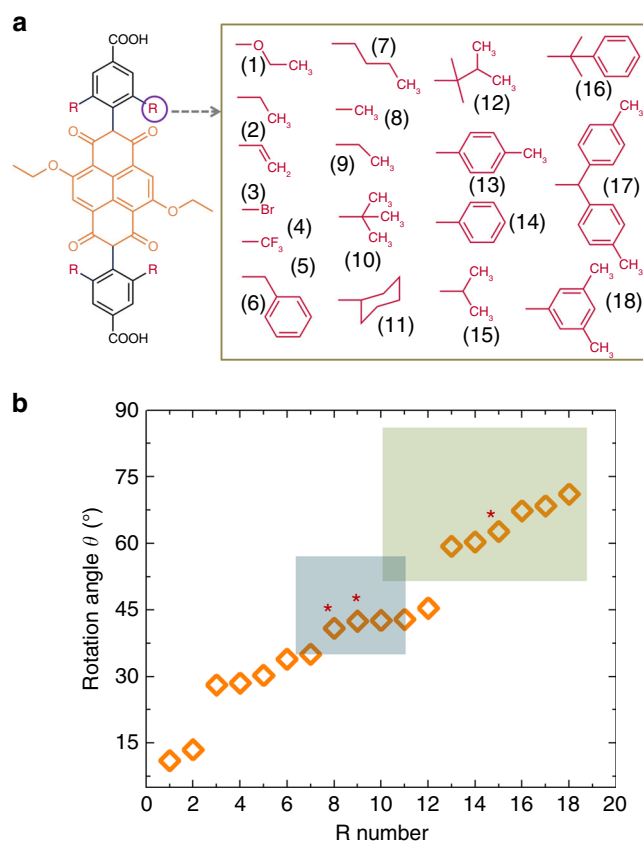 a
COOH
R
R
O
O
O
O
O
O
R
R
COOH
O
CH3
(1)
(7)
CH3
CH3
CH3
(12)
(16)
CH3
(2)
CH3
(8)
CH2
(3)
(9)
CH3
CH3
(13)
CH3
(17)
CH3
Br
(4)
CF3
(5)
CH3
CH3
CH3
(10)
(14)
(6)
(11)
CH3
CH3
(15)
CH3
CH3
(18)
b
90
75
60
45
30
15
Rotation angle θ (°)
*
*
*
0 2 4 6 8 10 12 14 16 18 20
R number